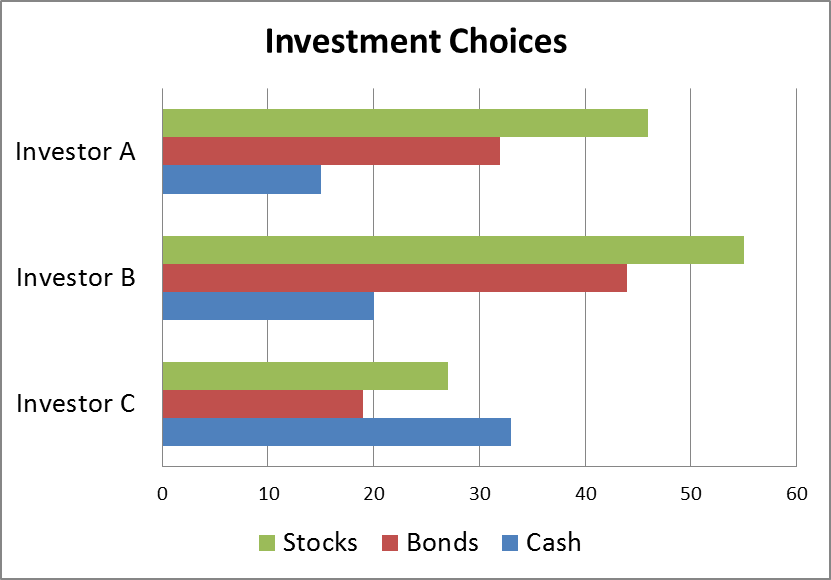 Investment Choices
Investor A
Investor B
Investor C
0 10 20 30 40 50 60
Stocks Bonds Cash